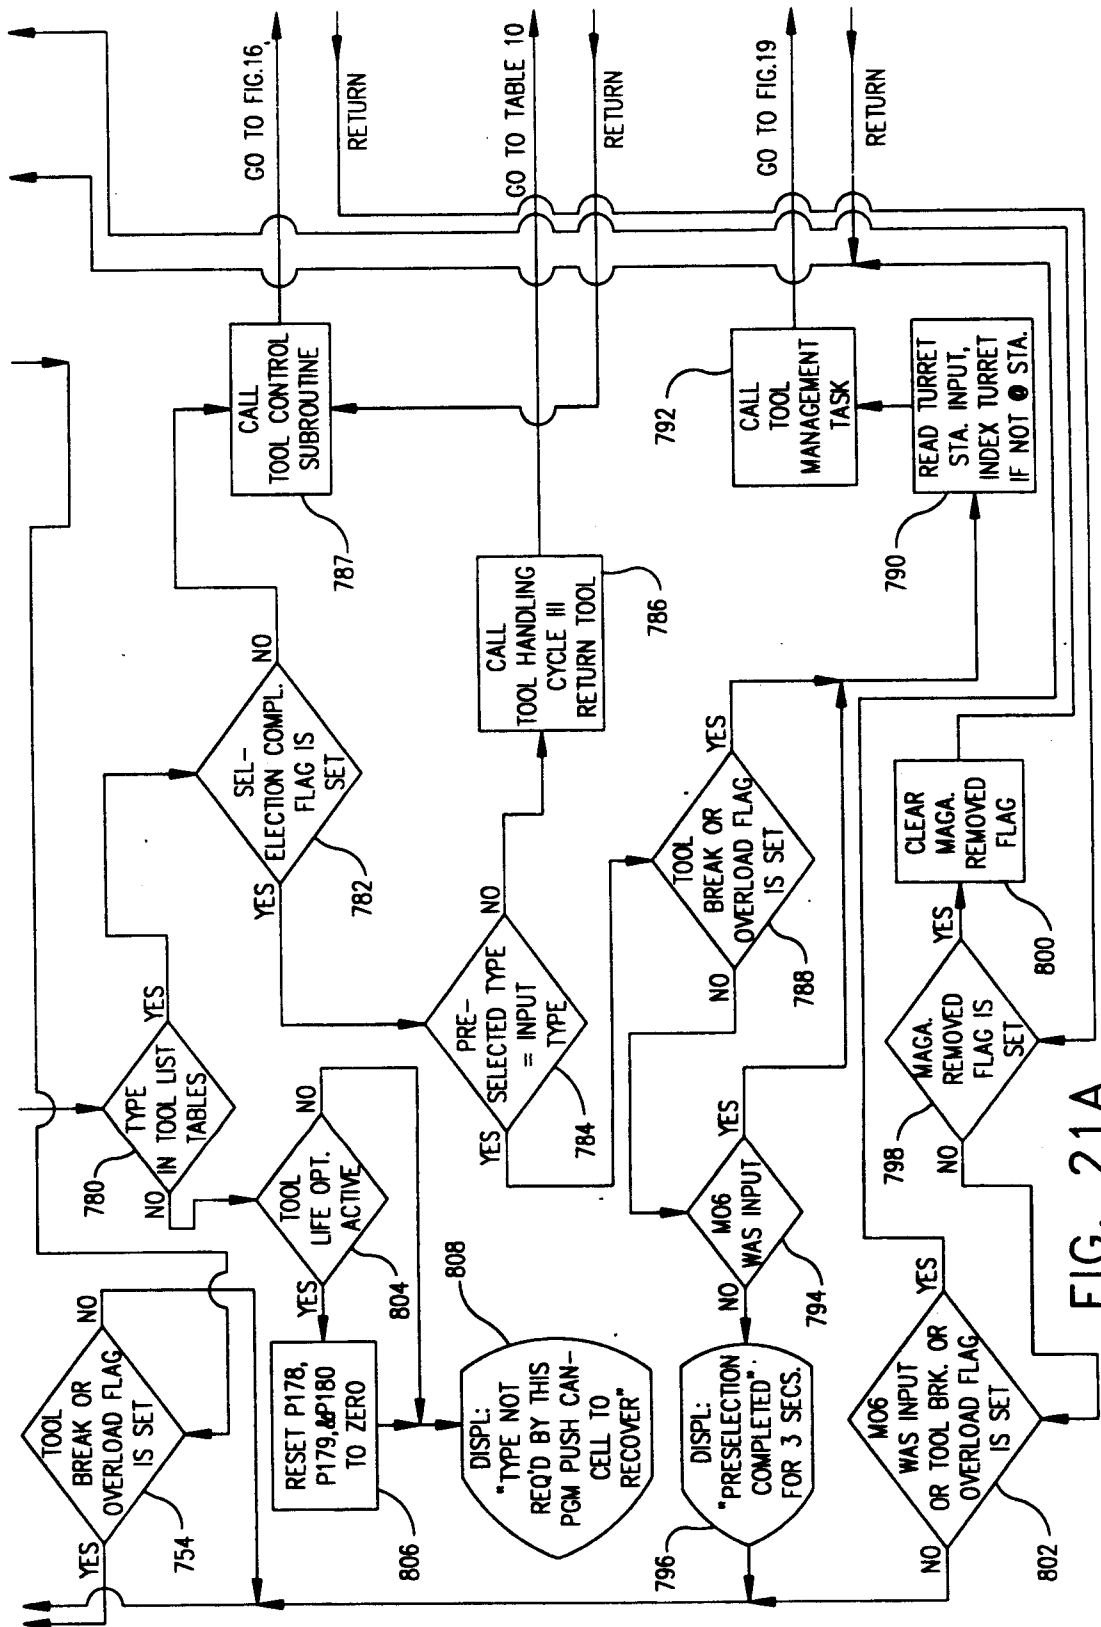 TOOL
BREAK OR
OVERLOAD FLAG
IS SET
YES
NO
754
TYPE
IN TOOL LIST
TABLES
NO
YES
780
SEL-
ECTION COMPL.
FLAG IS
SET
YES
NO
782
CALL
TOOL CONTROL
SUBROUTINE
787
GO TO FIG.16,
RETURN
TOOL
LIFE OPT.
ACTIVE
YES
NO
804
RESET P178,
P179,&P180
TO ZERO
806
DISPL:
"TYPE NOT
REQ'D BY THIS
PGM PUSH CAN-
CELL TO
RECOVER"
808
PRE-
SELECTED TYPE
= INPUT
TYPE
YES
NO
784
CALL
TOOL HANDLING
CYCLE III
RETURN TOOL
786
GO TO TABLE 10
RETURN
TOOL
BREAK OR
OVERLOAD FLAG
IS SET
NO
YES
788
M06
WAS INPUT
NO
YES
794
DISPL:
"PRESELECTION
COMPLETED".
FOR 3 SECS.
796
CALL
TOOL
MANAGEMENT
TASK
792
GO TO FIG.19
RETURN
READ TURRET
STA. INPUT,
INDEX TURRET
IF NOT @ STA.
790
M06
WAS INPUT
OR TOOL BRK. OR
OVERLOAD FLAG
IS SET
NO
YES
802
MAGA.
REMOVED
FLAG IS
SET
NO
YES
798
CLEAR
MAGA.
REMOVED
FLAG
800
FIG. 21A